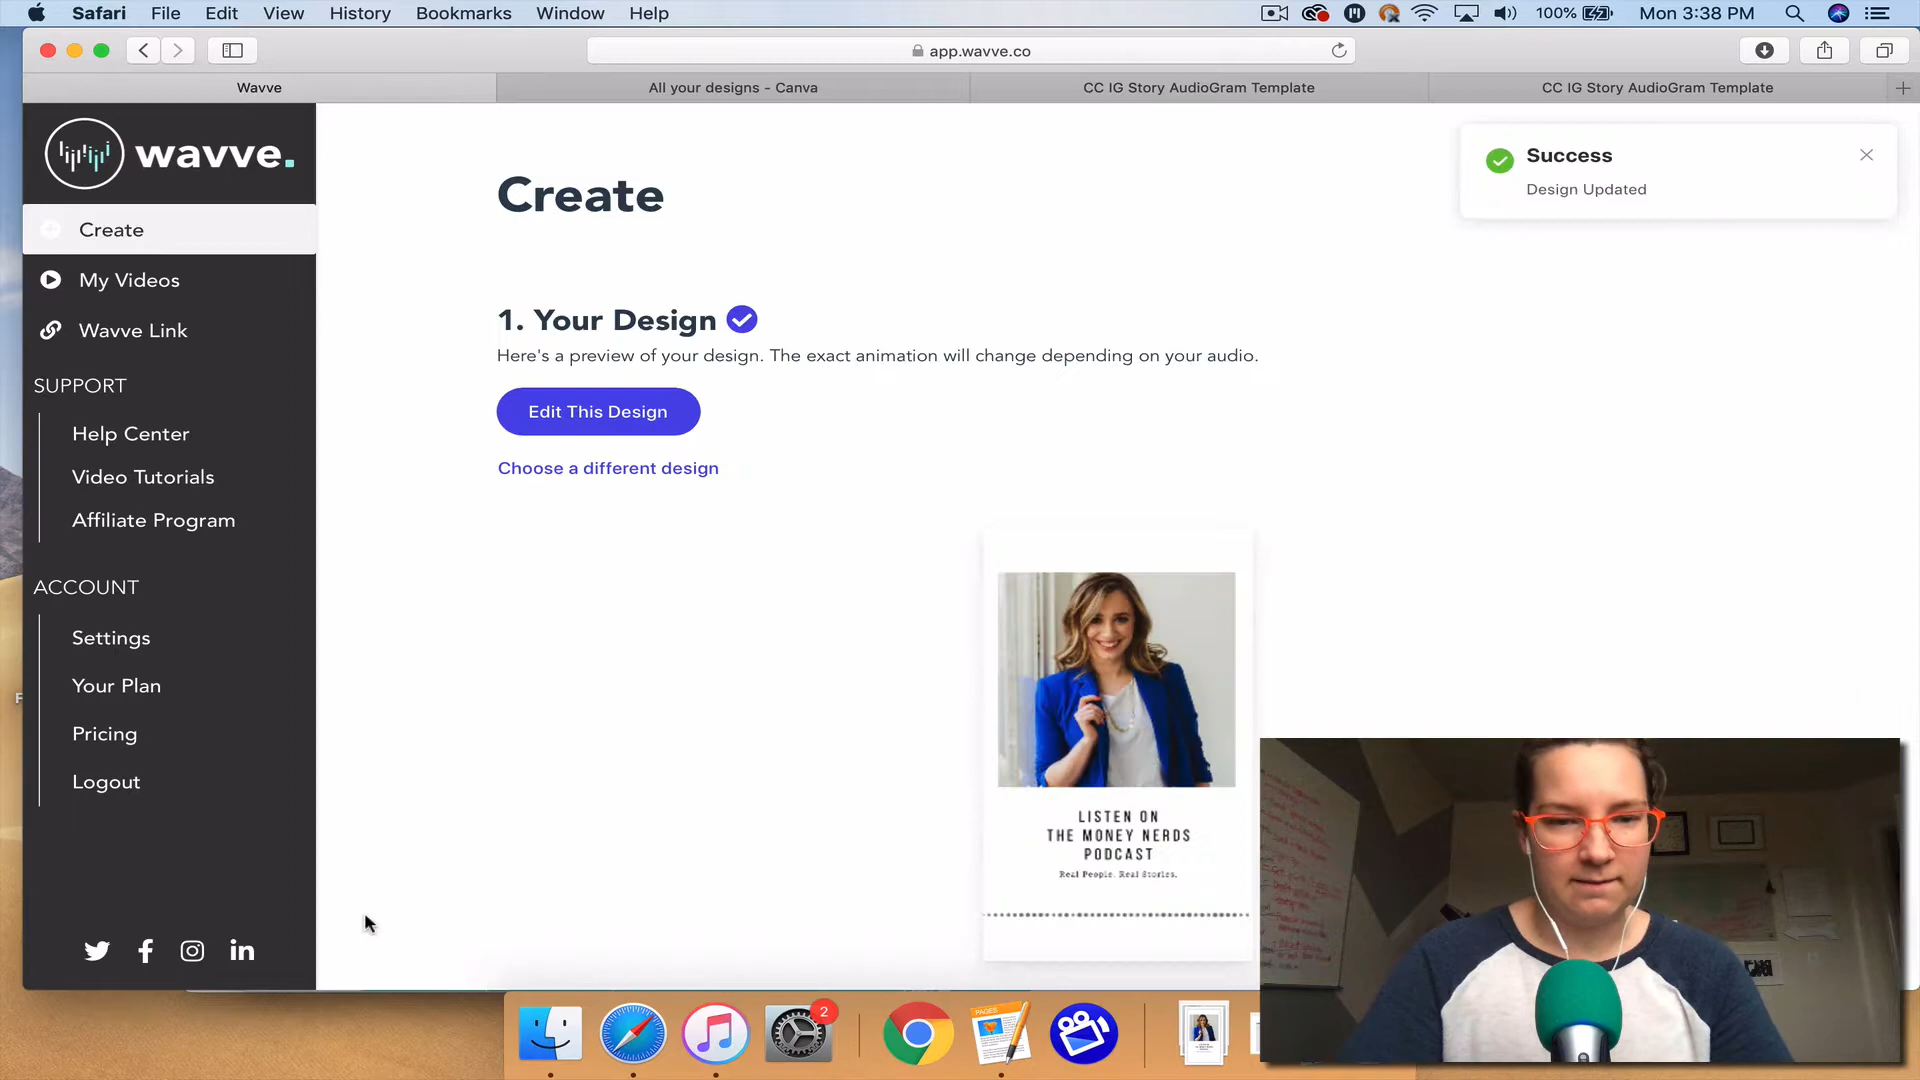 Safari File Edit View History Bookmarks Window Help 100% Mon 3:38 PM
app.wavve.co
Wavve All your designs - Canva CC IG Story AudioGram Template CC IG Story AudioGram Template
wavve.
Create
My Videos
Wavve Link
SUPPORT
Help Center
Video Tutorials
Affiliate Program
ACCOUNT
Settings
Your Plan
Pricing
Logout
Create
1. Your Design
Here's a preview of your design. The exact animation will change depending on your audio.
Edit This Design
Choose a different design
Success
Design Updated
LISTEN ON
THE MONEY NERDS
PODCAST
Real People. Real Stories.
2
PAGES